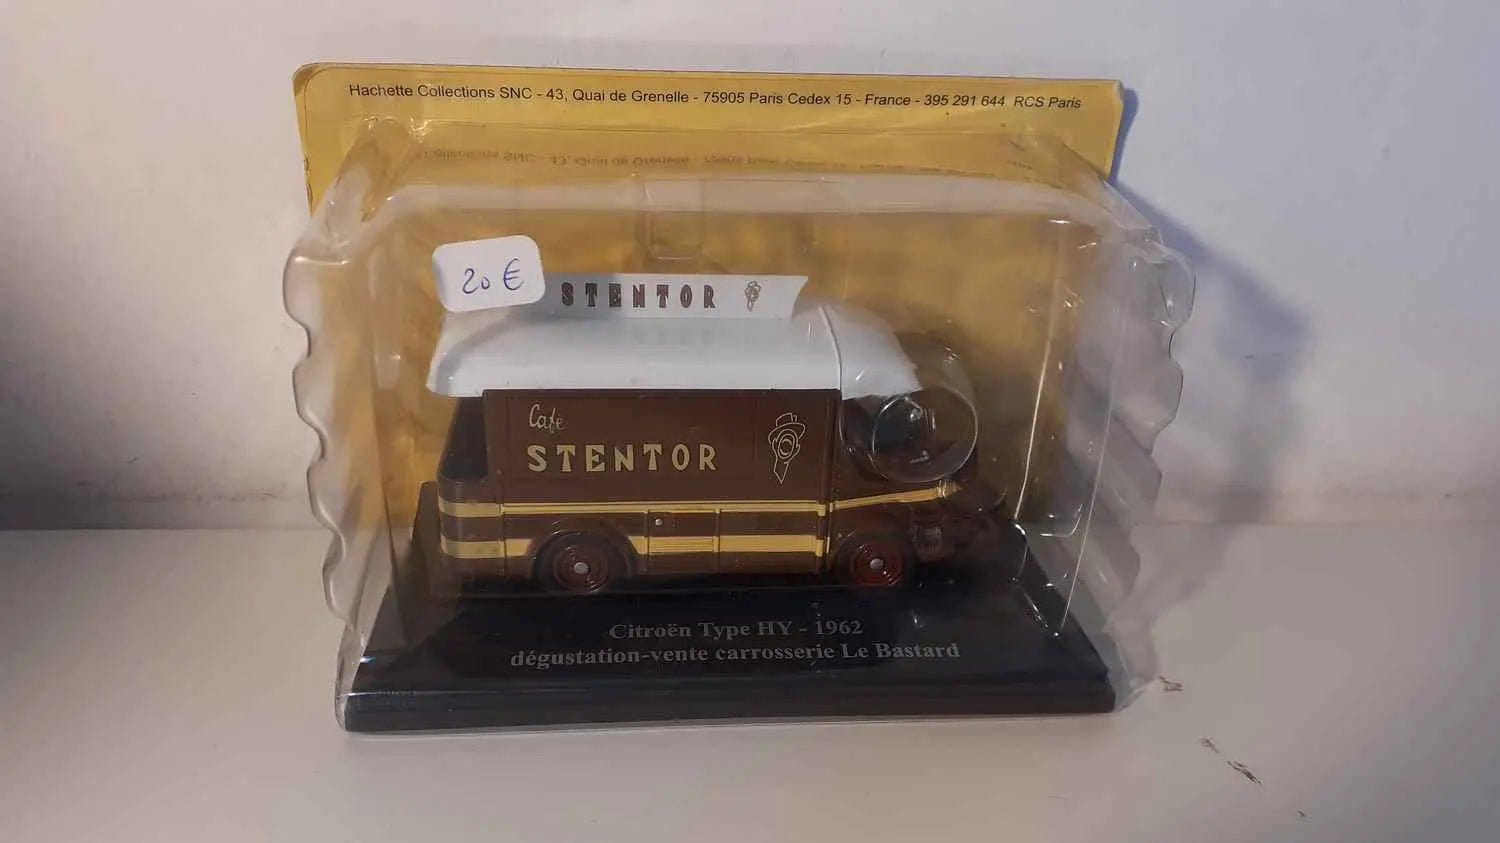 Hachette Collections SNC - 43, Quai de Grenelle - 75905 Paris Cedex 15 - France - 395 291 644 RCS Paris
20 €
STENTOR
Café
STENTOR
Citroën Type HY - 1962
dégustation-vente carrosserie Le Bastard